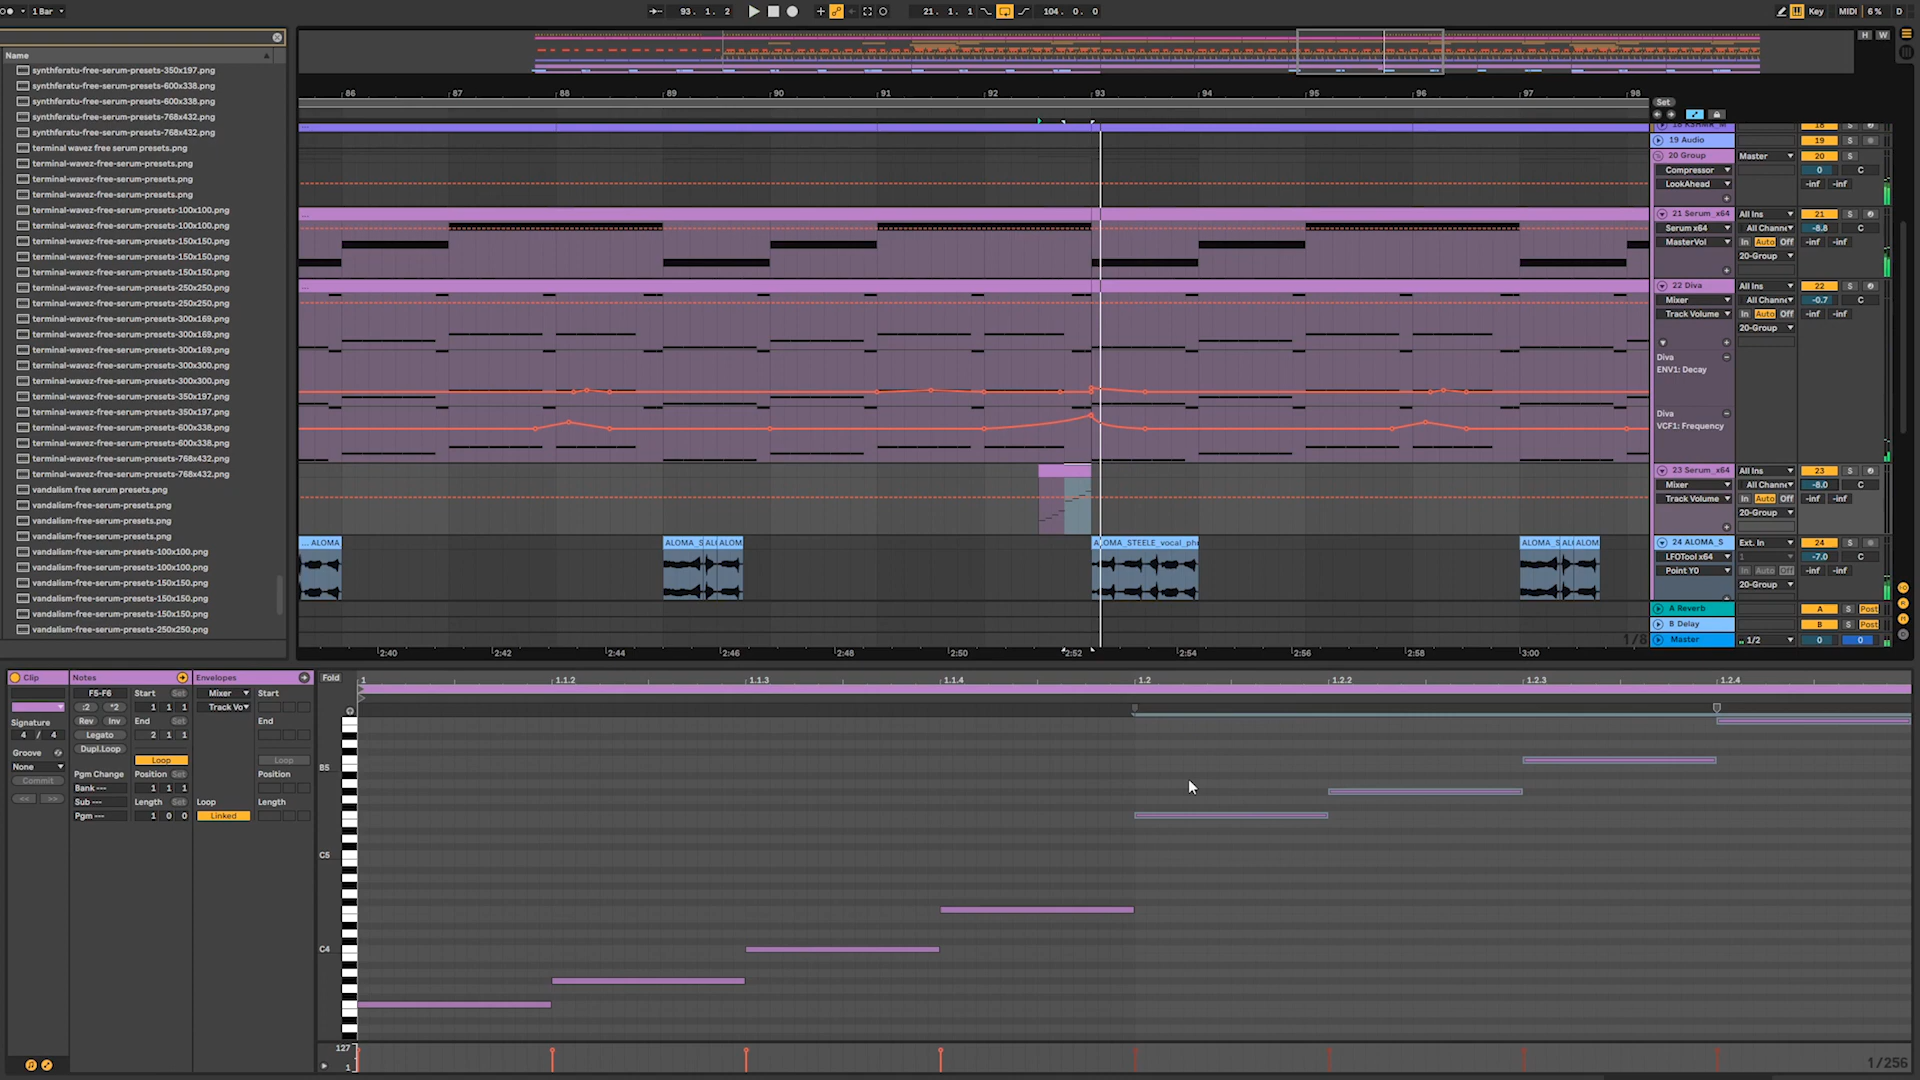 1 Bar
93. 1. 2
21. 1. 1
104. 0. 0
Key
MIDI
6 %
D
H
W
Name
synthferatu-free-serum-presets-350x197.png
synthferatu-free-serum-presets-600x338.png
synthferatu-free-serum-presets-600x338.png
synthferatu-free-serum-presets-768x432.png
synthferatu-free-serum-presets-768x432.png
terminal wavez free serum presets.png
terminal-wavez-free-serum-presets.png
terminal-wavez-free-serum-presets.png
terminal-wavez-free-serum-presets.png
terminal-wavez-free-serum-presets-100x100.png
terminal-wavez-free-serum-presets-100x100.png
terminal-wavez-free-serum-presets-150x150.png
terminal-wavez-free-serum-presets-150x150.png
terminal-wavez-free-serum-presets-150x150.png
terminal-wavez-free-serum-presets-250x250.png
terminal-wavez-free-serum-presets-250x250.png
terminal-wavez-free-serum-presets-300x169.png
terminal-wavez-free-serum-presets-300x169.png
terminal-wavez-free-serum-presets-300x169.png
terminal-wavez-free-serum-presets-300x300.png
terminal-wavez-free-serum-presets-300x300.png
terminal-wavez-free-serum-presets-350x197.png
terminal-wavez-free-serum-presets-350x197.png
terminal-wavez-free-serum-presets-600x338.png
terminal-wavez-free-serum-presets-600x338.png
terminal-wavez-free-serum-presets-768x432.png
terminal-wavez-free-serum-presets-768x432.png
vandalism free serum presets.png
vandalism-free-serum-presets.png
vandalism-free-serum-presets.png
vandalism-free-serum-presets.png
vandalism-free-serum-presets-100x100.png
vandalism-free-serum-presets-100x100.png
vandalism-free-serum-presets-150x150.png
vandalism-free-serum-presets-150x150.png
vandalism-free-serum-presets-150x150.png
vandalism-free-serum-presets-250x250.png
86 87 88 89 90 91 92 93 94 95 96 97 98
Set
19 Audio 19 S
20 Group Master 20 S
Compressor 0 C
LookAhead -inf -inf
21 Serum_x64 All Ins 21 S
Serum x64 All Channe -8.8 C
MasterVol In Auto Off -inf -inf
20-Group
22 Diva All Ins 22 S
Mixer All Channe -0.7 C
Track Volume In Auto Off -inf -inf
20-Group
Diva
ENV1: Decay
Diva
VCF1: Frequency
23 Serum_x64 All Ins 23 S
Mixer All Channe -8.0 C
Track Volume In Auto Off -inf -inf
20-Group
... ALOMA
ALOMA_S
ALOM
ALOMA_STEELE_vocal_phr
ALOMA_S
ALOM
24 ALOMA_S Ext. In 24 S
LFOTool x64 1 -7.0 C
Point Y0 In Auto Off -inf -inf
20-Group
A Reverb A S Post
B Delay B S Post
Master 1/2 0 0
1/8
2:40 2:42 2:44 2:46 2:48 2:50 2:52 2:54 2:56 2:58 3:00
Clip
Signature
4 / 4
Groove
None
Commit
<< >>
Notes
F5-F6
:2 *2
Rev Inv
Legato
Dupl.Loop
Pgm Change
Bank ---
Sub ---
Pgm ---
Start Set
1 1 1
End Set
2 1 1
Loop
Position Set
1 1 1
Length Set
1 0 0
Envelopes
Mixer
Track Vo
Loop
Linked
Start
End
Loop
Position
Length
Fold
1 1.1.2 1.1.3 1.1.4 1.2 1.2.2 1.2.3 1.2.4
B5
C5
C4
127
1
1/256